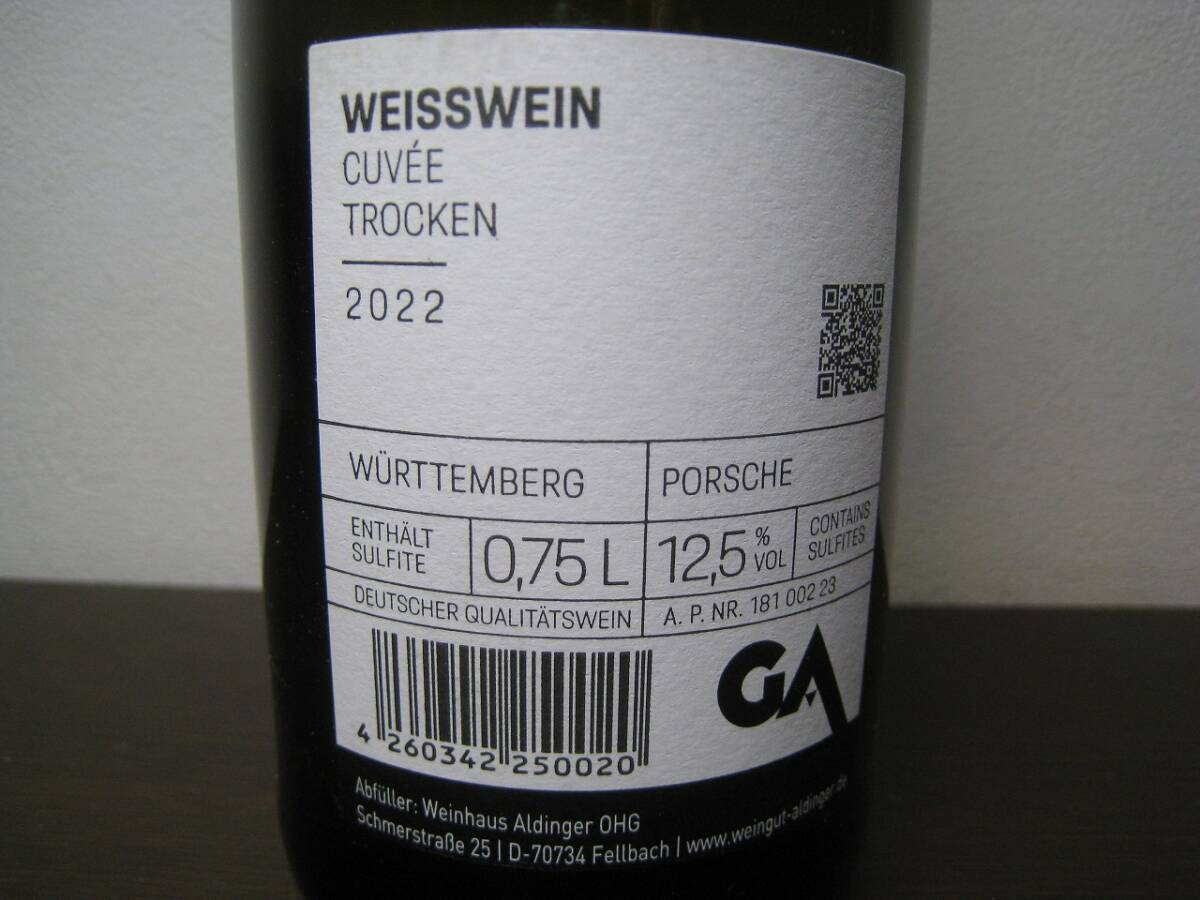 WEISSWEIN
CUVÉE
TROCKEN
2022
WÜRTTEMBERG
PORSCHE
ENTHÄLT
SULFITE
0,75 L
12,5 % VOL
CONTAINS
SULFITES
DEUTSCHER QUALITÄTSWEIN
A. P. NR. 181 002 23
GA
4 260342 250020
Abfüller: Weinhaus Aldinger OHG
Schmerstraße 25 | D-70734 Fellbach | www.weingut-aldinger.de